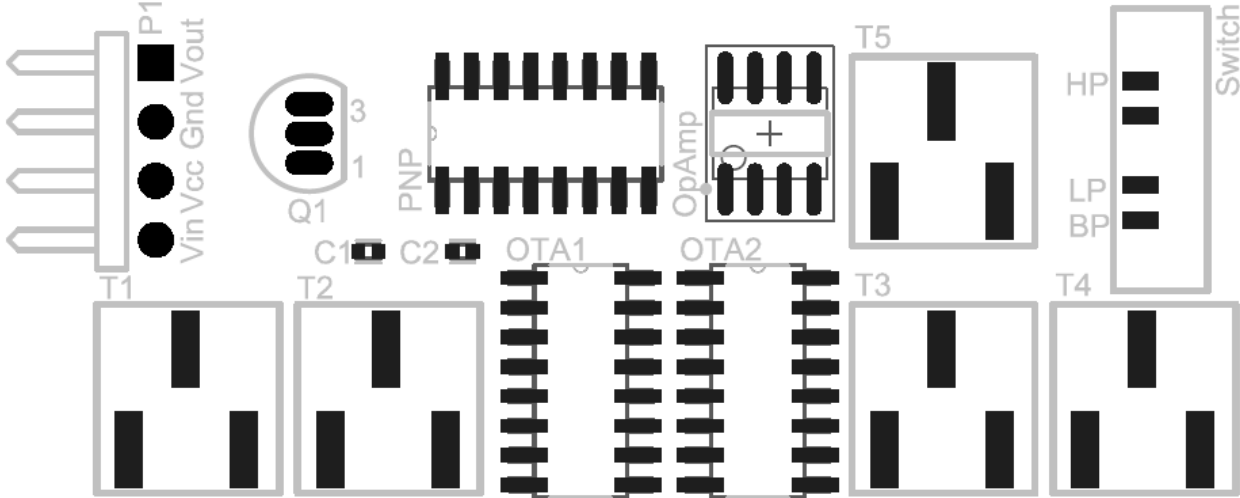 P1
Vout
Gnd
Vcc
Vin
3
1
Q1
PNP
OpAmp
T5
HP
LP
BP
Switch
C1
C2
OTA1
OTA2
T1
T2
T3
T4